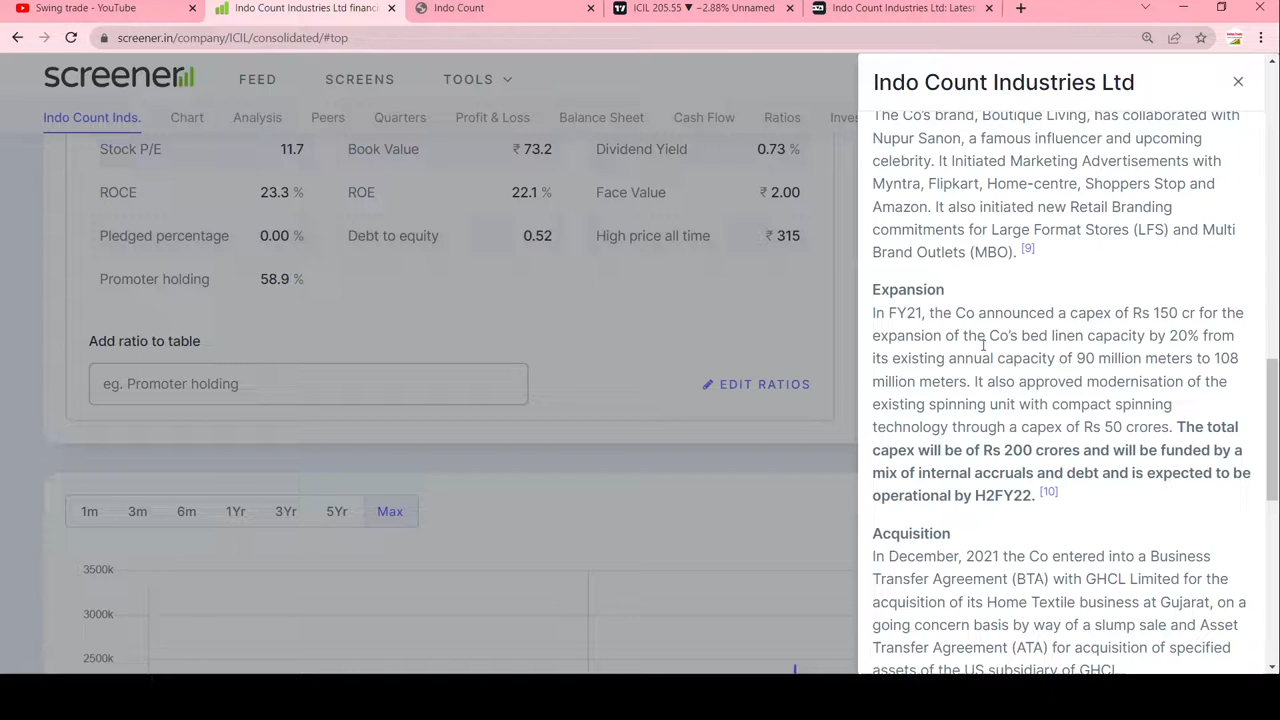 Swing trade - YouTube
Indo Count Industries Ltd financi
Indo Count
ICIL 205.55 ▼ −2.88% Unnamed
Indo Count Industries Ltd: Latest
screener.in/company/ICIL/consolidated/#top
screener
FEED
SCREENS
TOOLS
Indo Count Inds.
Chart
Analysis
Peers
Quarters
Profit & Loss
Balance Sheet
Cash Flow
Ratios
Inves
Stock P/E 11.7
Book Value ₹ 73.2
Dividend Yield 0.73 %
ROCE 23.3 %
ROE 22.1 %
Face Value ₹ 2.00
Pledged percentage 0.00 %
Debt to equity 0.52
High price all time ₹ 315
Promoter holding 58.9 %
Add ratio to table
eg. Promoter holding
EDIT RATIOS
1m 3m 6m 1Yr 3Yr 5Yr Max
3500k
3000k
2500k
Indo Count Industries Ltd
The Co's brand, Boutique Living, has collaborated with
Nupur Sanon, a famous influencer and upcoming
celebrity. It Initiated Marketing Advertisements with
Myntra, Flipkart, Home-centre, Shoppers Stop and
Amazon. It also initiated new Retail Branding
commitments for Large Format Stores (LFS) and Multi
Brand Outlets (MBO). [9]
Expansion
In FY21, the Co announced a capex of Rs 150 cr for the
expansion of the Co's bed linen capacity by 20% from
its existing annual capacity of 90 million meters to 108
million meters. It also approved modernisation of the
existing spinning unit with compact spinning
technology through a capex of Rs 50 crores. The total
capex will be of Rs 200 crores and will be funded by a
mix of internal accruals and debt and is expected to be
operational by H2FY22. [10]
Acquisition
In December, 2021 the Co entered into a Business
Transfer Agreement (BTA) with GHCL Limited for the
acquisition of its Home Textile business at Gujarat, on a
going concern basis by way of a slump sale and Asset
Transfer Agreement (ATA) for acquisition of specified
assets of the US subsidiary of GHCL